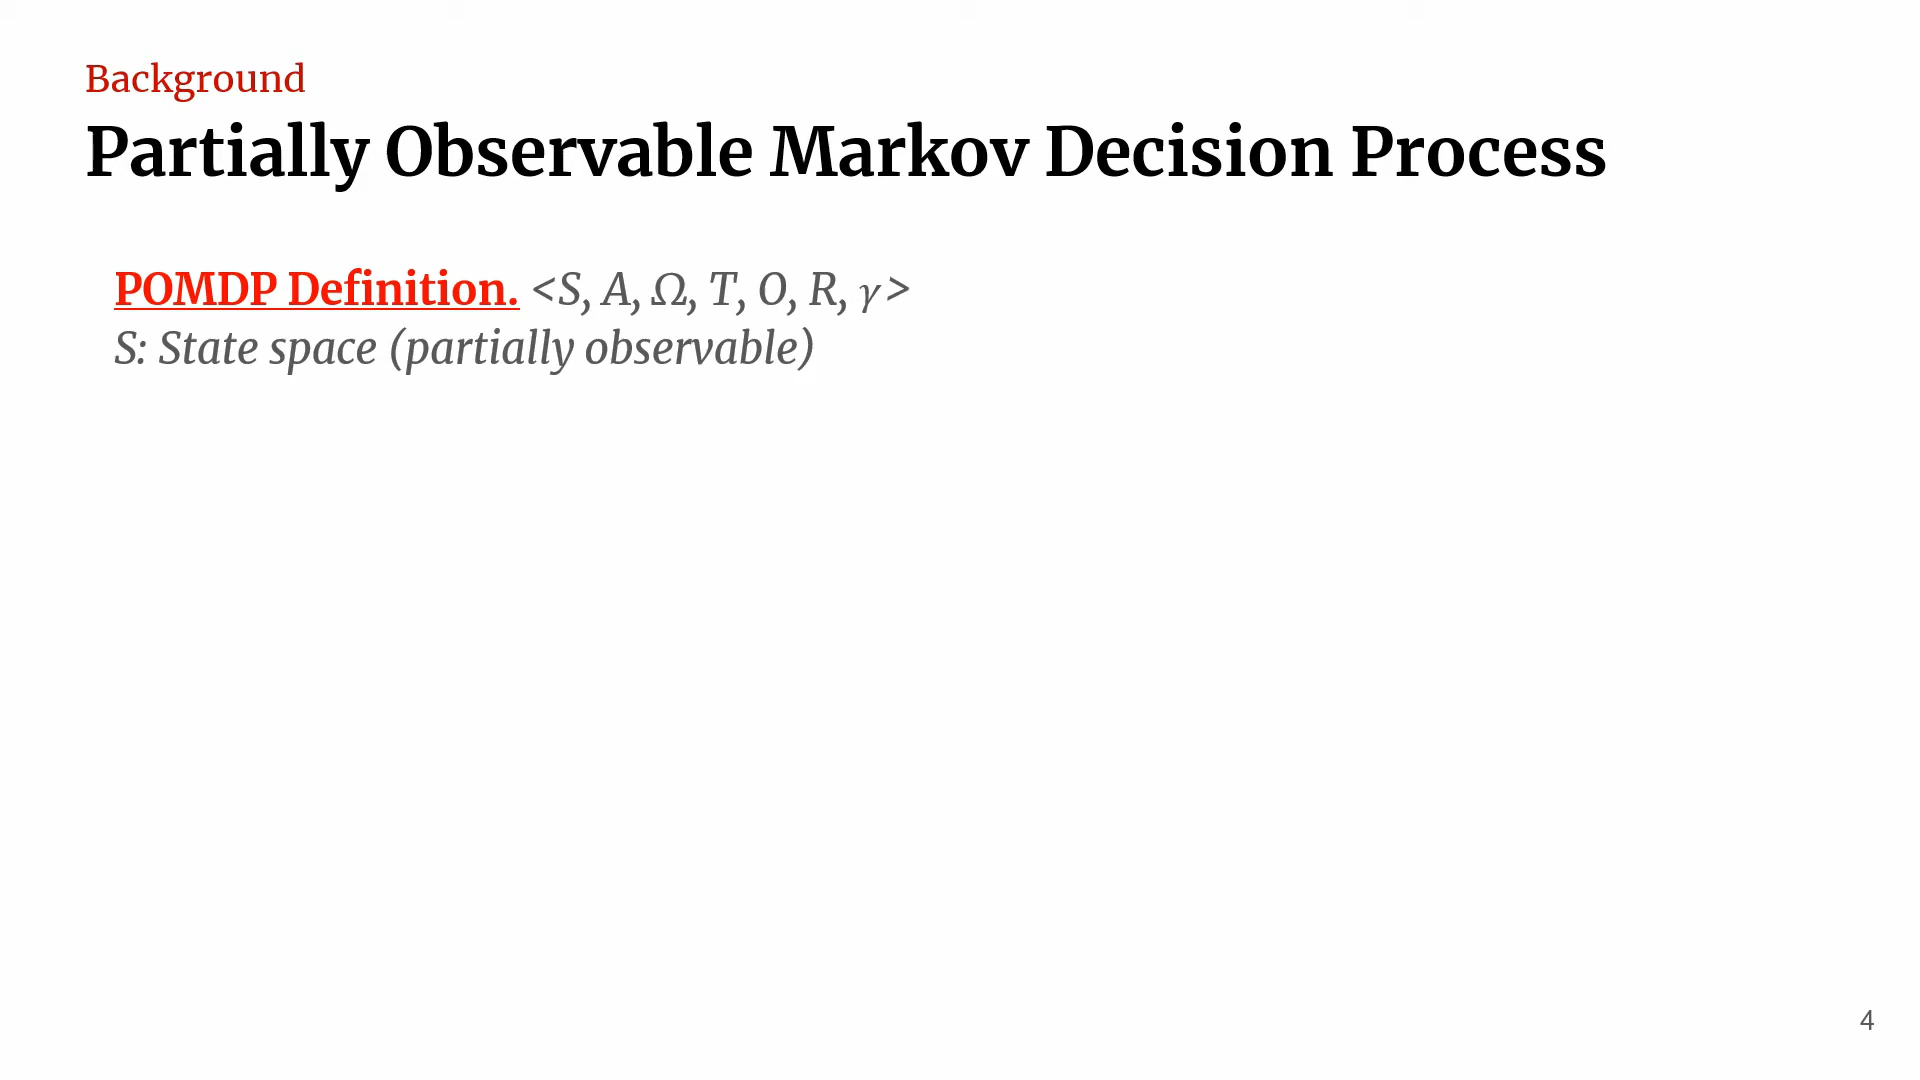 Background
Partially Observable Markov Decision Process
POMDP Definition. <S, A, Ω, T, O, R, γ>
S: State space (partially observable)
4